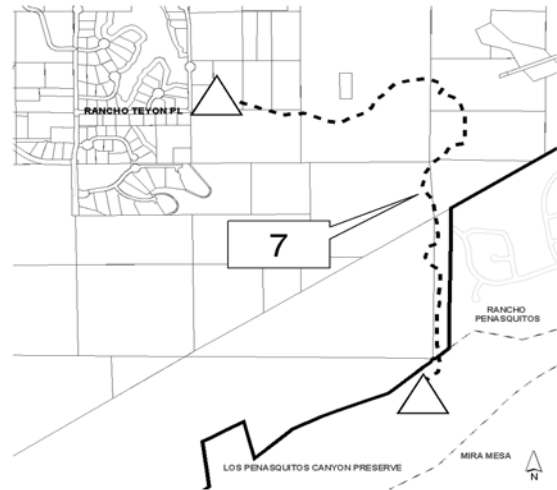 RANCHO TEYON PL
7
RANCHO
PENASQUITOS
MIRA MESA
LOS PENASQUITOS CANYON PRESERVE
N